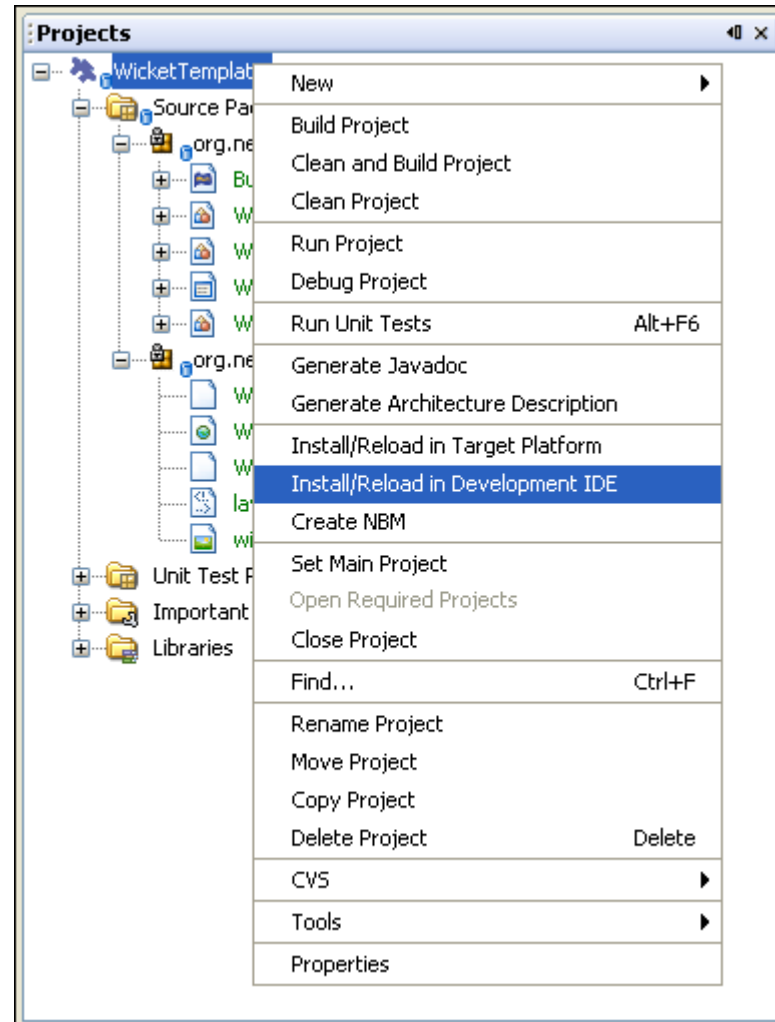 Projects
WicketTemplat
New
Source Pa
Build Project
org.ne
Clean and Build Project
Bu
Clean Project
W
W
Run Project
W
Debug Project
W
Run Unit Tests Alt+F6
org.ne
Generate Javadoc
W
Generate Architecture Description
W
Install/Reload in Target Platform
W
Install/Reload in Development IDE
la
Create NBM
wi
Set Main Project
Unit Test P
Open Required Projects
Important
Close Project
Libraries
Find... Ctrl+F
Rename Project
Move Project
Copy Project
Delete Project Delete
CVS
Tools
Properties